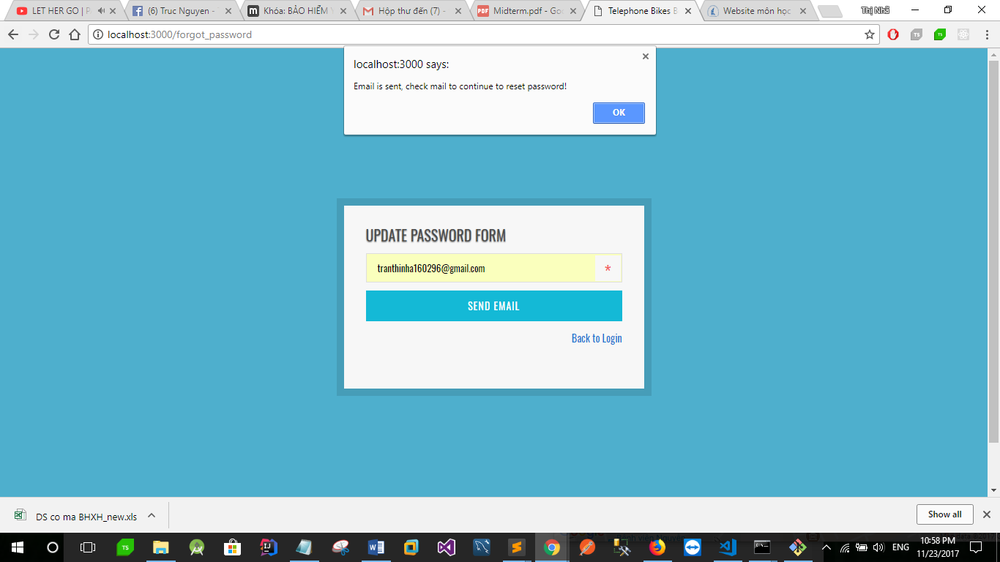 LET HER GO | P
(6) Truc Nguyen -
Khóa: BẢO HIỂM Y
Hộp thư đến (7) -
Midterm.pdf - Goo
Telephone Bikes B
Website môn học
Thị Nhã
localhost:3000/forgot_password
localhost:3000 says:
Email is sent, check mail to continue to reset password!
OK
UPDATE PASSWORD FORM
tranthinha160296@gmail.com
*
SEND EMAIL
Back to Login
DS co ma BHXH_new.xls
Show all
ENG
10:58 PM
11/23/2017